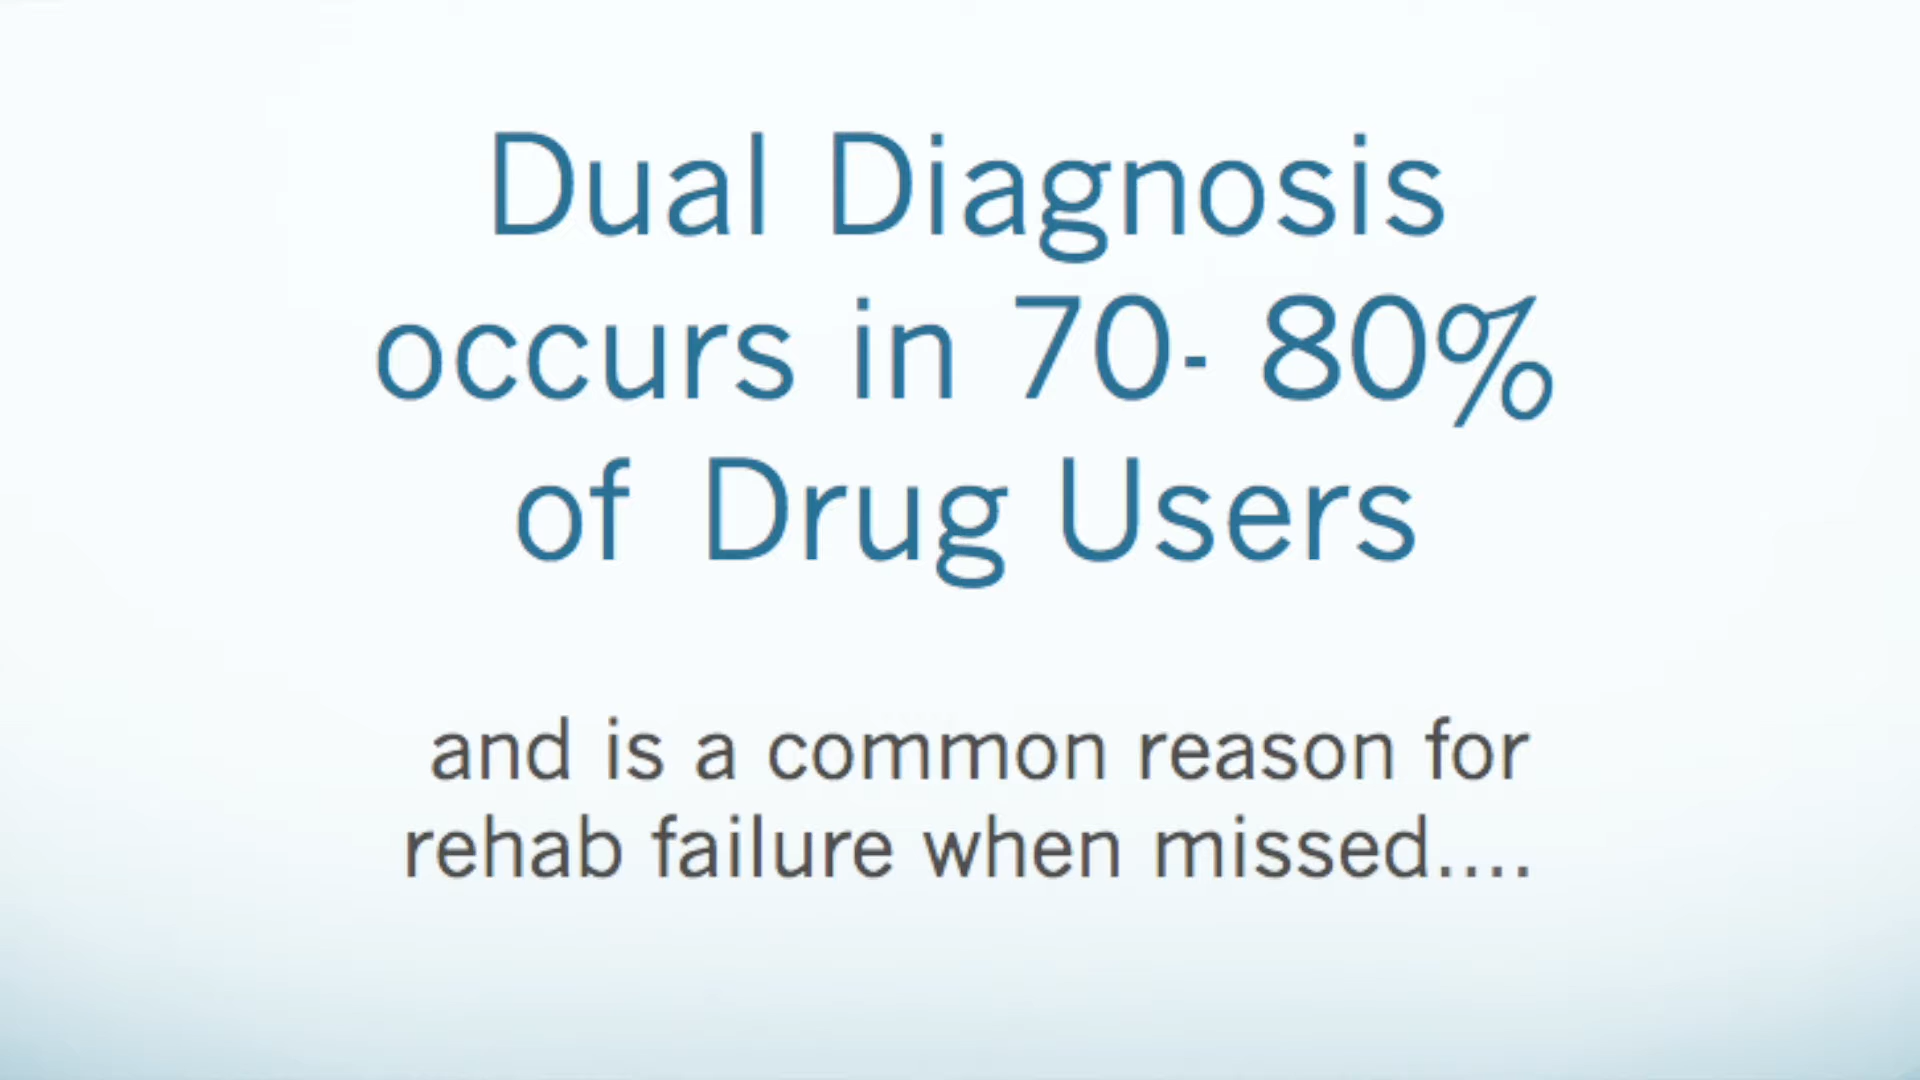 Dual Diagnosis
occurs in 70- 80%
of Drug Users
and is a common reason for
rehab failure when missed....